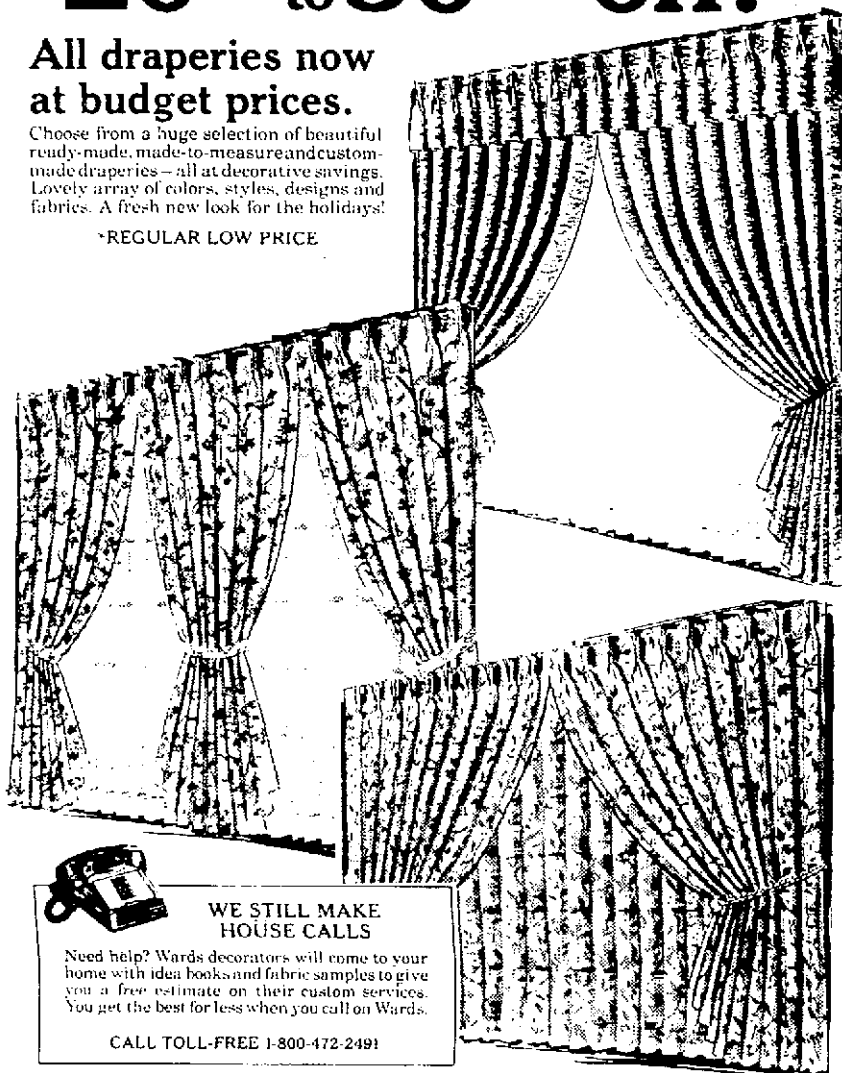 to
off!
All draperies now
at budget prices.
Choose from a huge selection of beautiful
ready-made, made-to-measure and custom-
made draperies – all at decorative savings.
Lovely array of colors, styles, designs and
fabrics. A fresh new look for the holidays!
*REGULAR LOW PRICE
WE STILL MAKE
HOUSE CALLS
Need help? Wards decorators will come to your
home with idea books and fabric samples to give
you a free estimate on their custom services.
You get the best for less when you call on Wards.
CALL TOLL-FREE 1-800-472-2491